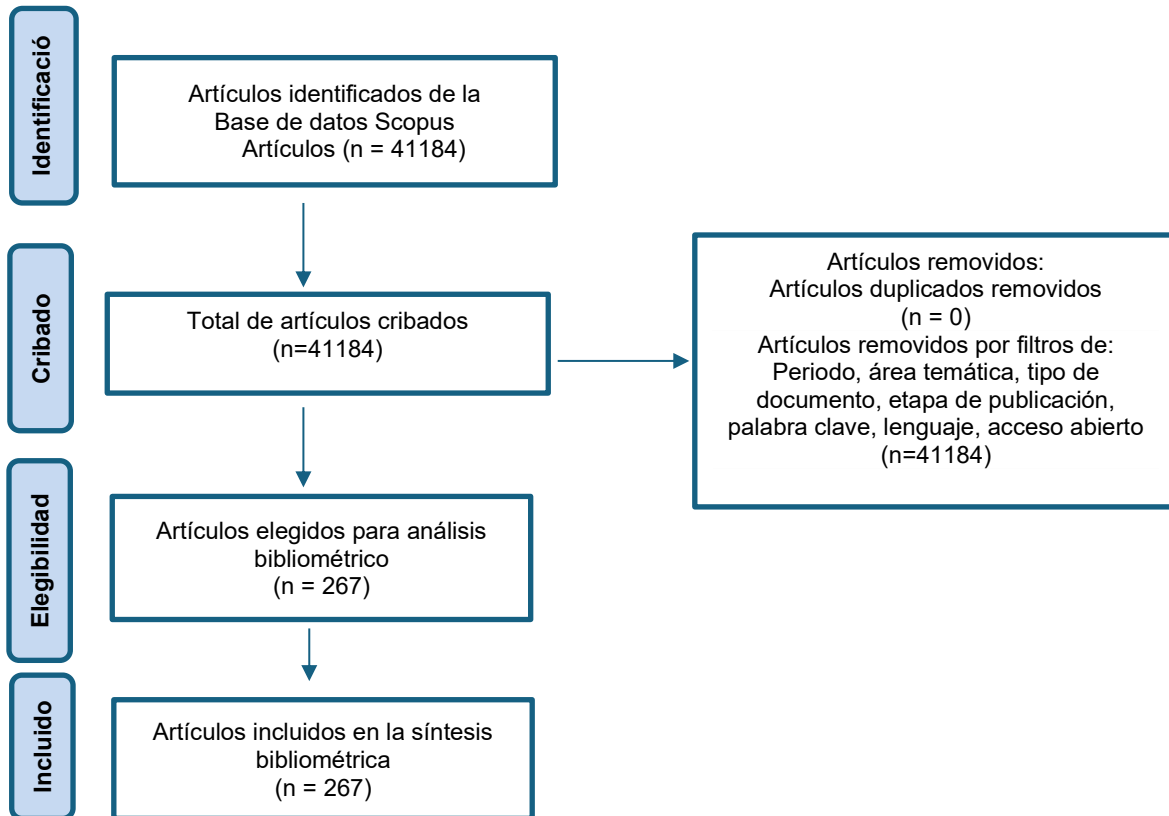 Identificació
Artículos identificados de la
Base de datos Scopus
Artículos (n = 41184)
Cribado
Total de artículos cribados
(n=41184)
Artículos removidos:
Artículos duplicados removidos
(n = 0)
Artículos removidos por filtros de:
Periodo, área temática, tipo de
documento, etapa de publicación,
palabra clave, lenguaje, acceso abierto
(n=41184)
Elegibilidad
Artículos elegidos para análisis
bibliométrico
(n = 267)
Incluido
Artículos incluidos en la síntesis
bibliométrica
(n = 267)